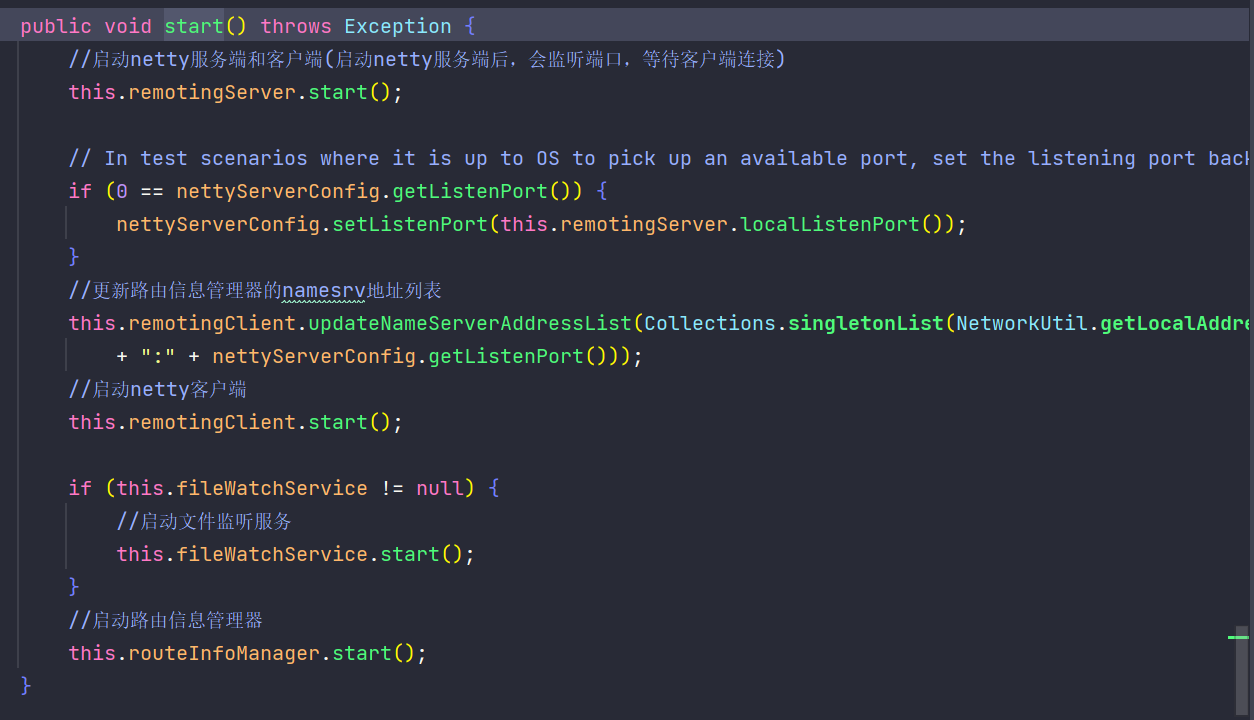 public void start() throws Exception {
//启动netty服务端和客户端(启动netty服务端后，会监听端口，等待客户端连接)
this.remotingServer.start();
// In test scenarios where it is up to OS to pick up an available port, set the listening port back
if (0 == nettyServerConfig.getListenPort()) {
nettyServerConfig.setListenPort(this.remotingServer.localListenPort());
}
//更新路由信息管理器的namesrv地址列表
this.remotingClient.updateNameServerAddressList(Collections.singletonList(NetworkUtil.getLocalAddre
+ ":" + nettyServerConfig.getListenPort()));
//启动netty客户端
this.remotingClient.start();
if (this.fileWatchService != null) {
//启动文件监听服务
this.fileWatchService.start();
}
//启动路由信息管理器
this.routeInfoManager.start();
}